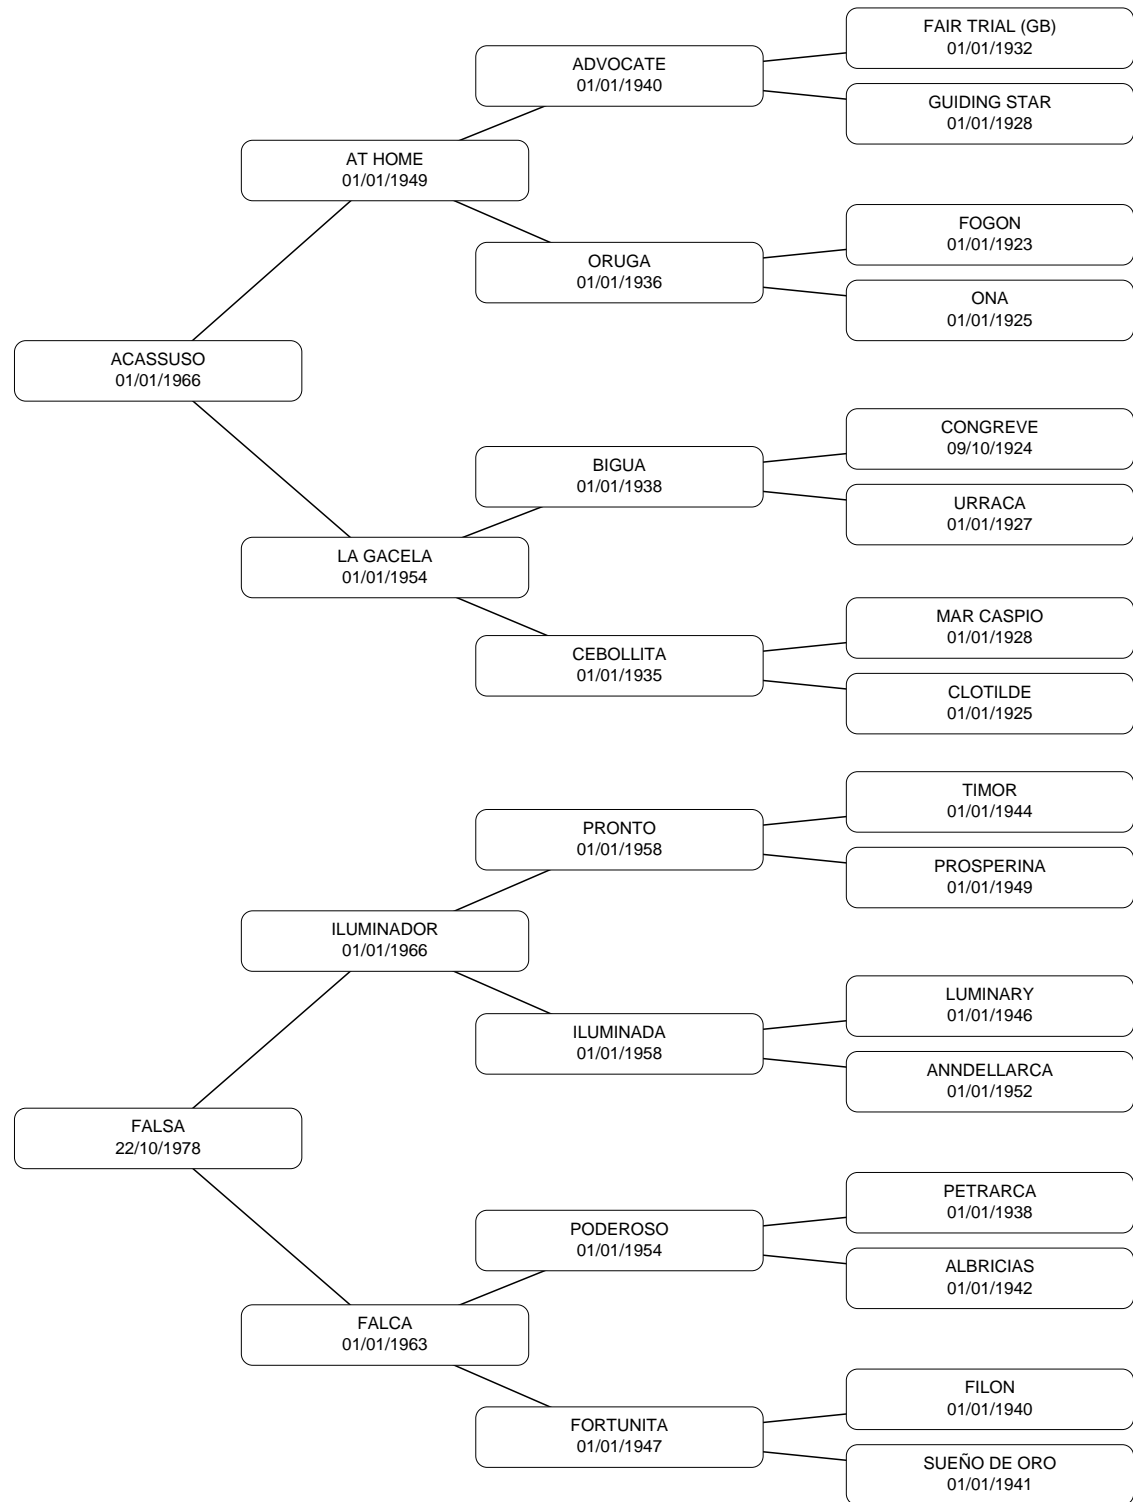 FAIR TRIAL (GB)
01/01/1932
ADVOCATE
01/01/1940
GUIDING STAR
01/01/1928
AT HOME
01/01/1949
FOGON
01/01/1923
ORUGA
01/01/1936
ONA
01/01/1925
ACASSUSO
01/01/1966
CONGREVE
09/10/1924
BIGUA
01/01/1938
URRACA
01/01/1927
LA GACELA
01/01/1954
MAR CASPIO
01/01/1928
CEBOLLITA
01/01/1935
CLOTILDE
01/01/1925
TIMOR
01/01/1944
PRONTO
01/01/1958
PROSPERINA
01/01/1949
ILUMINADOR
01/01/1966
LUMINARY
01/01/1946
ILUMINADA
01/01/1958
ANNDELLARCA
01/01/1952
FALSA
22/10/1978
PETRARCA
01/01/1938
PODEROSO
01/01/1954
ALBRICIAS
01/01/1942
FALCA
01/01/1963
FILON
01/01/1940
FORTUNITA
01/01/1947
SUEÑO DE ORO
01/01/1941